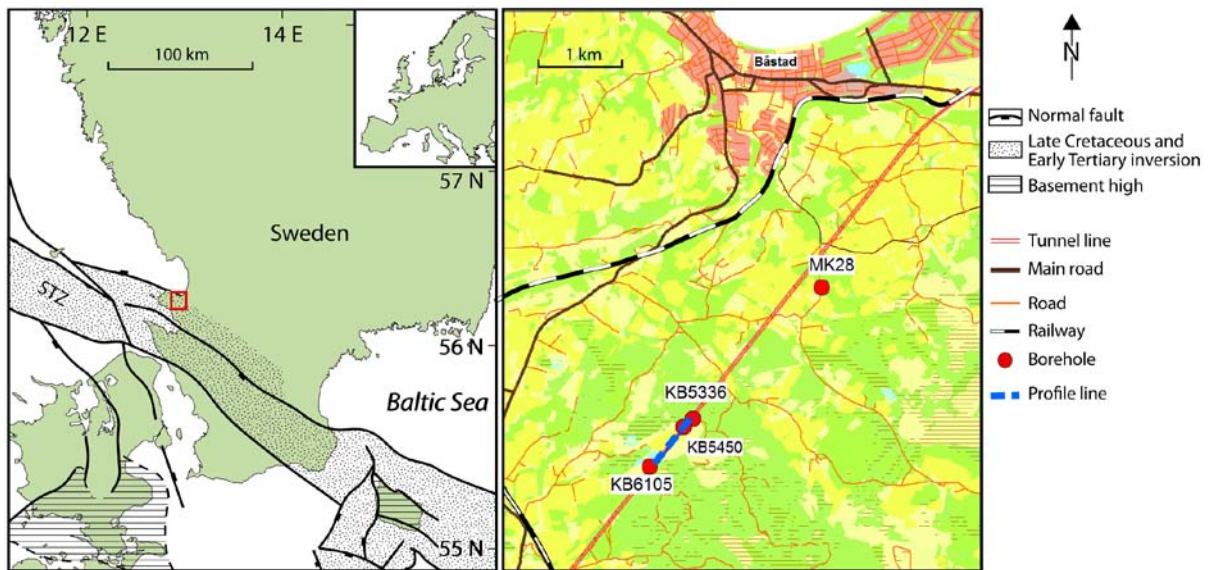 12 E
14 E
100 km
57 N
Sweden
STZ
56 N
Baltic Sea
55 N
1 km
Båstad
MK28
KB5336
KB5450
KB6105
N
Normal fault
Late Cretaceous and
Early Tertiary inversion
Basement high
Tunnel line
Main road
Road
Railway
Borehole
Profile line